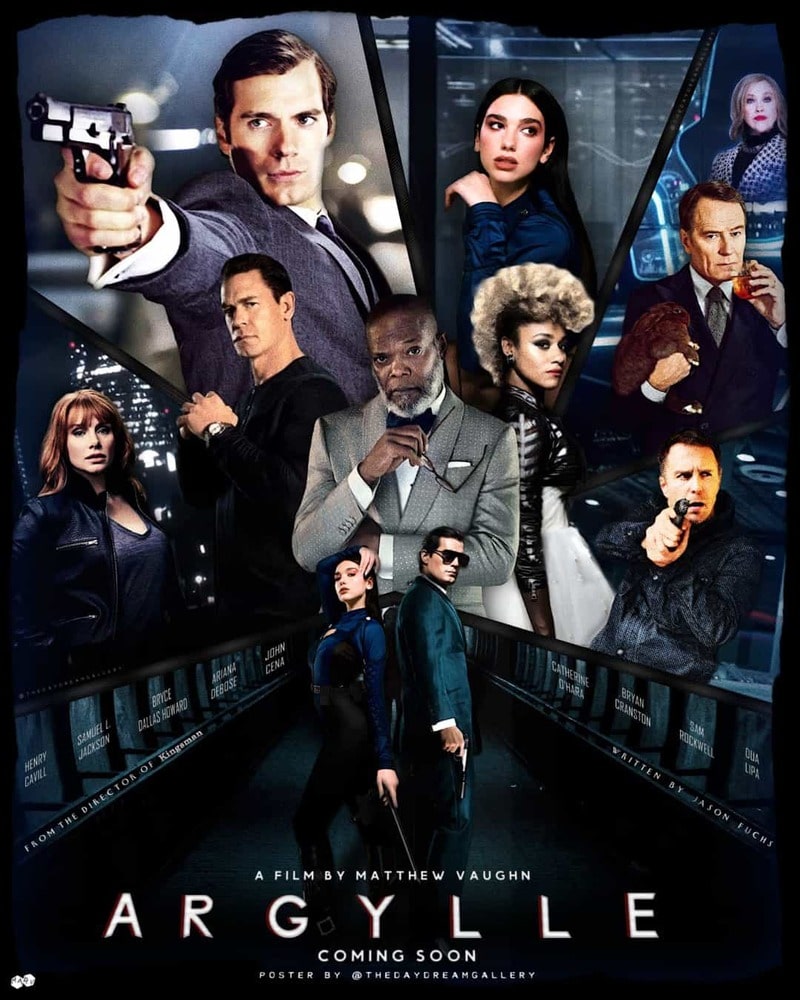 HENRY
CAVILL
SAMUEL L.
JACKSON
BRYCE
DALLAS HOWARD
ARIANA
DEBOSE
JOHN
CENA
CATHERINE
O'HARA
BRYAN
CRANSTON
SAM
ROCKWELL
DUA
LIPA
FROM THE DIRECTOR OF Kingsman
WRITTEN BY JASON FUCHS
A FILM BY MATTHEW VAUGHN
ARGYLLE
COMING SOON
POSTER BY @THEDAYDREAMGALLERY